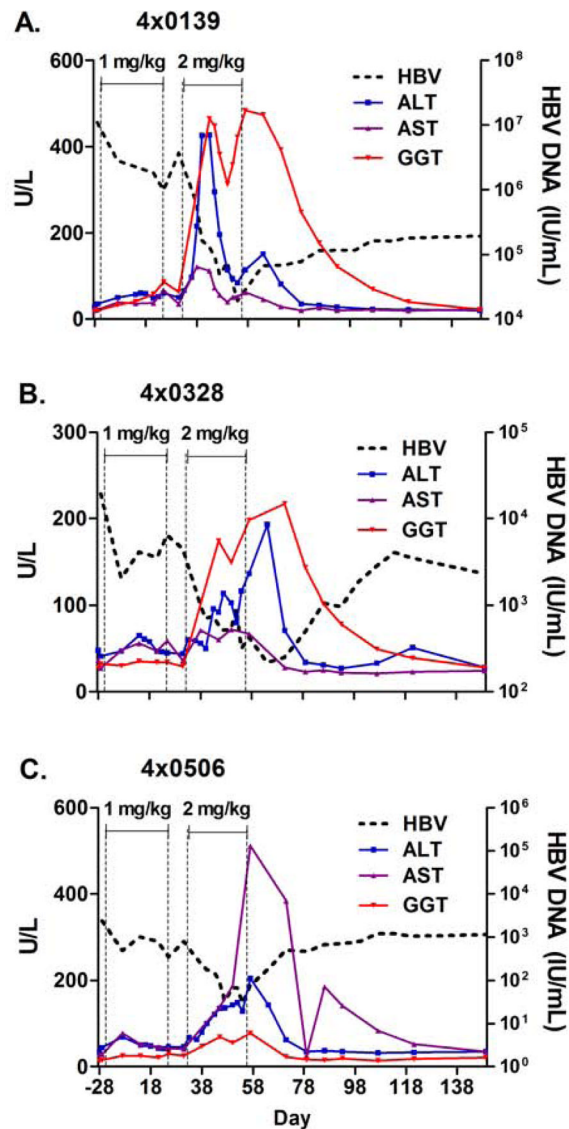 A.
4x0139
1 mg/kg 2 mg/kg
HBV
ALT
AST
GGT
600
400
200
0
U/L
10^8
10^7
10^6
10^5
10^4
HBV DNA (IU/mL)
B.
4x0328
1 mg/kg 2 mg/kg
HBV
ALT
AST
GGT
300
200
100
0
U/L
10^5
10^4
10^3
10^2
HBV DNA (IU/mL)
C.
4x0506
1 mg/kg 2 mg/kg
HBV
ALT
AST
GGT
600
400
200
0
U/L
10^6
10^5
10^4
10^3
10^2
10^1
10^0
HBV DNA (IU/mL)
-28 18 38 58 78 98 118 138
Day